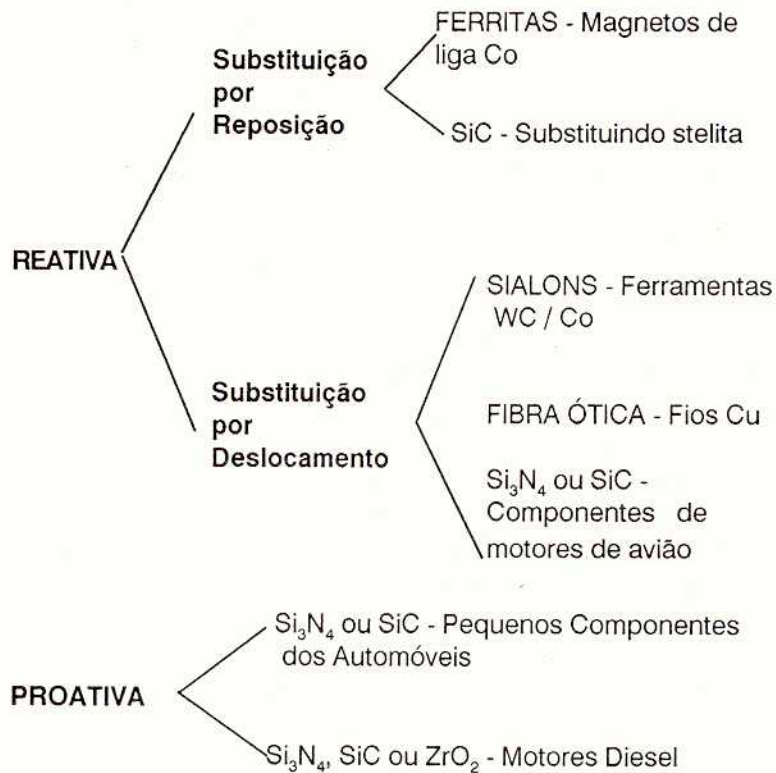 FERRITAS - Magnetos de
liga Co
Substituição
por
Reposição
SiC - Substituindo stelita
REATIVA
SIALONS - Ferramentas
WC / Co
Substituição
por
Deslocamento
FIBRA ÓTICA - Fios Cu
Si₃N₄ ou SiC -
Componentes de
motores de avião
Si₃N₄ ou SiC - Pequenos Componentes
dos Automóveis
PROATIVA
Si₃N₄, SiC ou ZrO₂ - Motores Diesel